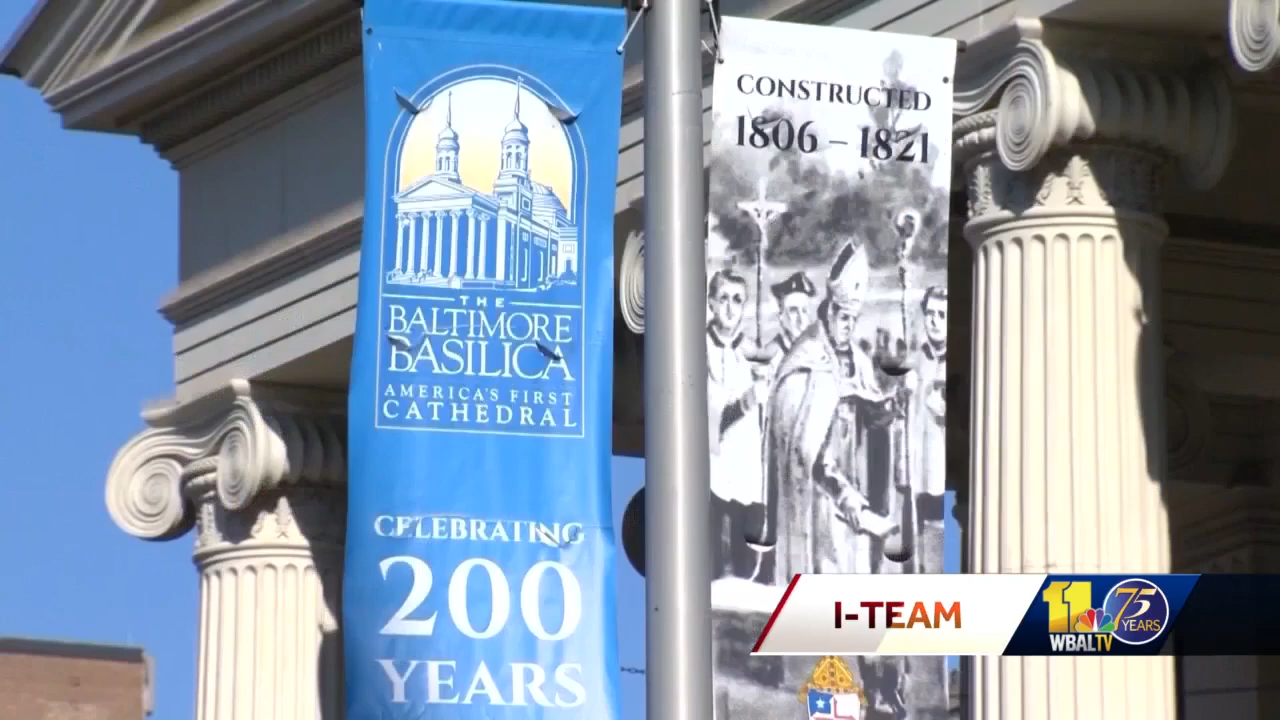 THE
BALTIMORE
BASILICA
AMERICA'S FIRST
CATHEDRAL
CELEBRATING
200
YEARS
CONSTRUCTED
1806 – 1821
I-TEAM
11
WBALTV
75
YEARS